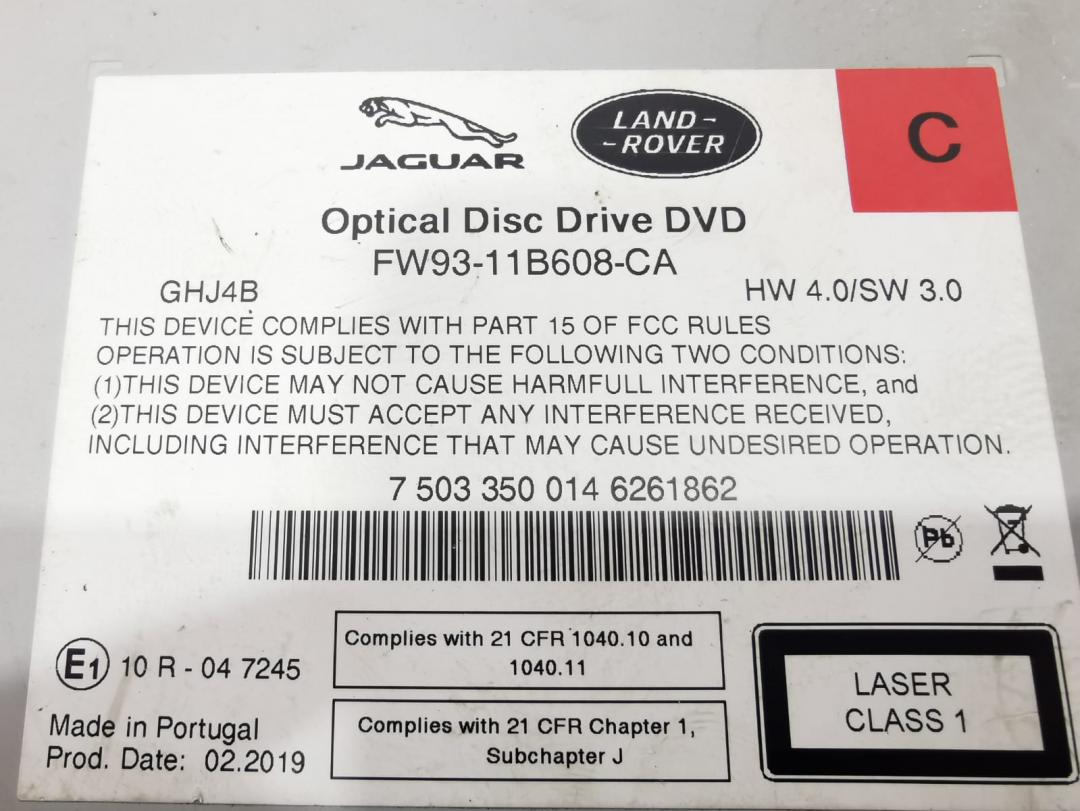 JAGUAR
LAND-
-ROVER
C
Optical Disc Drive DVD
FW93-11B608-CA
GHJ4B
HW 4.0/SW 3.0
THIS DEVICE COMPLIES WITH PART 15 OF FCC RULES
OPERATION IS SUBJECT TO THE FOLLOWING TWO CONDITIONS:
(1)THIS DEVICE MAY NOT CAUSE HARMFULL INTERFERENCE, and
(2)THIS DEVICE MUST ACCEPT ANY INTERFERENCE RECEIVED,
INCLUDING INTERFERENCE THAT MAY CAUSE UNDESIRED OPERATION.
7 503 350 014 6261862
Pb
E1 10 R - 04 7245
Complies with 21 CFR 1040.10 and
1040.11
Made in Portugal
Prod. Date: 02.2019
Complies with 21 CFR Chapter 1,
Subchapter J
LASER
CLASS 1